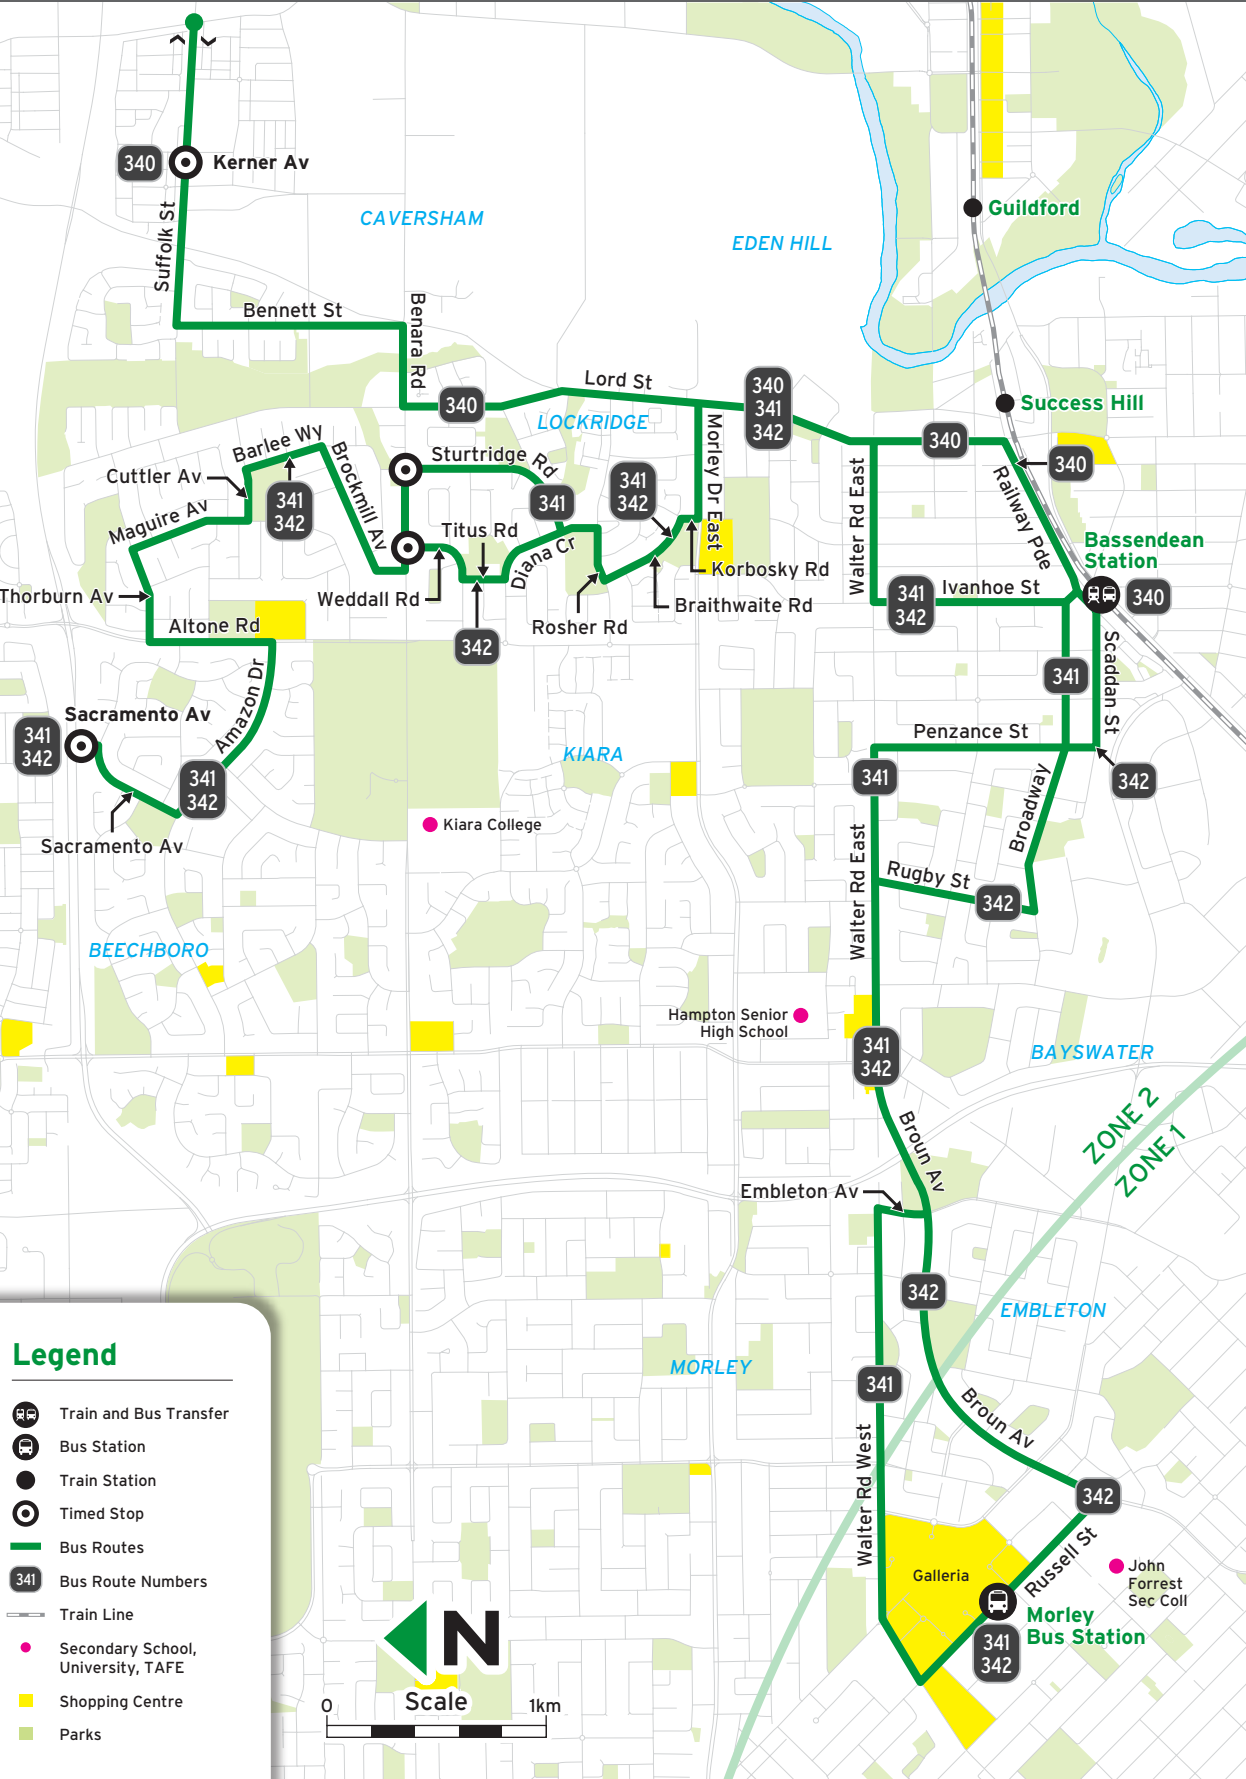 340
Kerner Av
Suffolk St
CAVERSHAM
EDEN HILL
Guildford
Bennett St
Benara Rd
340
Lord St
LOCKRIDGE
340
341
342
Success Hill
340
340
Railway Pde
Barlee Wy
Brockmill Av
Cuttler Av
341
342
Maguire Av
Sturtridge Rd
341
341
342
Morley Dr East
Titus Rd
Diana Cr
Korbosky Rd
Walter Rd East
Bassendean
Station
340
Ivanhoe St
341
342
Thorburn Av
Weddall Rd
Braithwaite Rd
Rosher Rd
342
Altone Rd
Amazon Dr
Sacramento Av
341
342
341
342
Sacramento Av
341
Scaddan St
Penzance St
KIARA
341
342
Broadway
Kiara College
Walter Rd East
Rugby St
342
BEECHBORO
Hampton Senior
High School
341
342
BAYSWATER
ZONE 2
ZONE 1
Broun Av
Embleton Av
342
EMBLETON
MORLEY
341
Broun Av
Walter Rd West
342
Russell St
Galleria
John
Forrest
Sec Coll
Morley
Bus Station
341
342
Legend
Train and Bus Transfer
Bus Station
Train Station
Timed Stop
Bus Routes
341
Bus Route Numbers
Train Line
Secondary School,
University, TAFE
Shopping Centre
Parks
N
Scale
0
1km